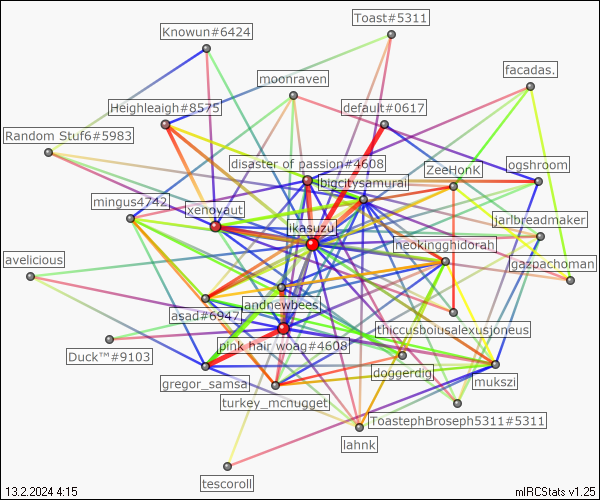 Toast#5311
Knowun#6424
facadas.
moonraven
Heighleaigh#8575
default#0617
Random Stuf6#5983
disaster of passion#4608
ZeeHonk
ogshroom
bigcitysamurai
mingus4742
xenovaut
jarlbreadmaker
ikasuzu
heokingghidorah
avelicious
gazpachoman
andnewbees
asad#6947
thiccusboiusalexusjoneus
pink hair woag#4608
Duck™#9103
doggerdig
gregor_samsa
mukszi
turkey_mcnugget
ToastephBroseph5311#5311
lahnk
tescoroll
13.2.2024 4:15
mIRCStats v1.25